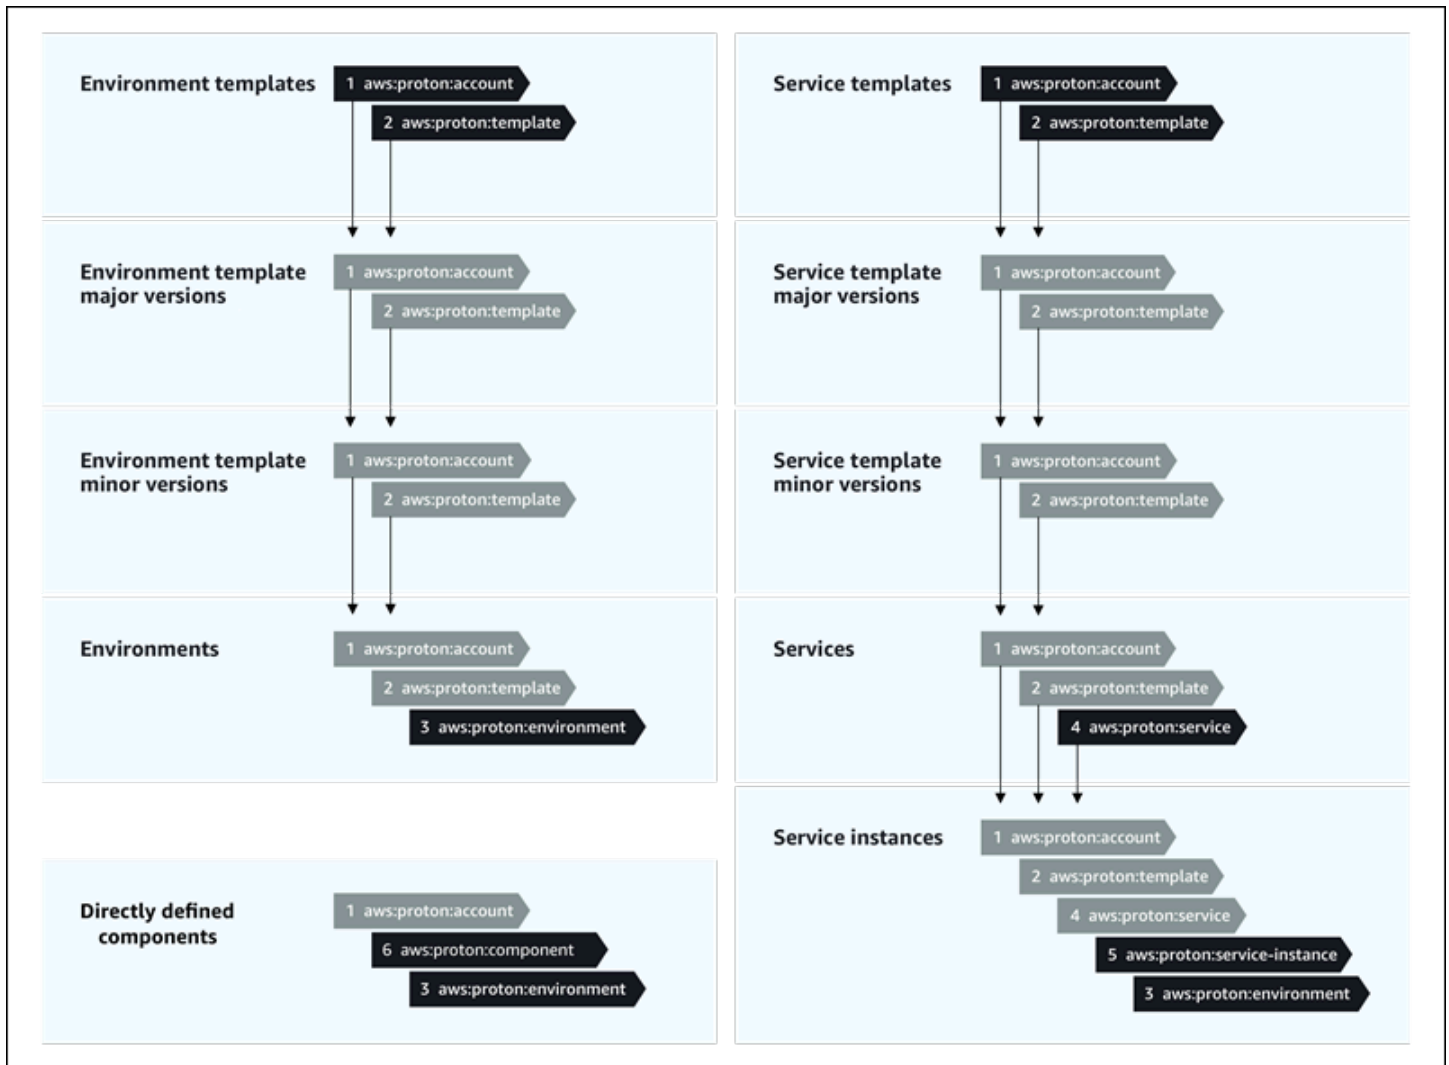 Environment templates
1 aws:proton:account
2 aws:proton:template
Environment template
major versions
1 aws:proton:account
2 aws:proton:template
Environment template
minor versions
1 aws:proton:account
2 aws:proton:template
Environments
1 aws:proton:account
2 aws:proton:template
3 aws:proton:environment
Directly defined
components
1 aws:proton:account
6 aws:proton:component
3 aws:proton:environment
Service templates
1 aws:proton:account
2 aws:proton:template
Service template
major versions
1 aws:proton:account
2 aws:proton:template
Service template
minor versions
1 aws:proton:account
2 aws:proton:template
Services
1 aws:proton:account
2 aws:proton:template
4 aws:proton:service
Service instances
1 aws:proton:account
2 aws:proton:template
4 aws:proton:service
5 aws:proton:service-instance
3 aws:proton:environment